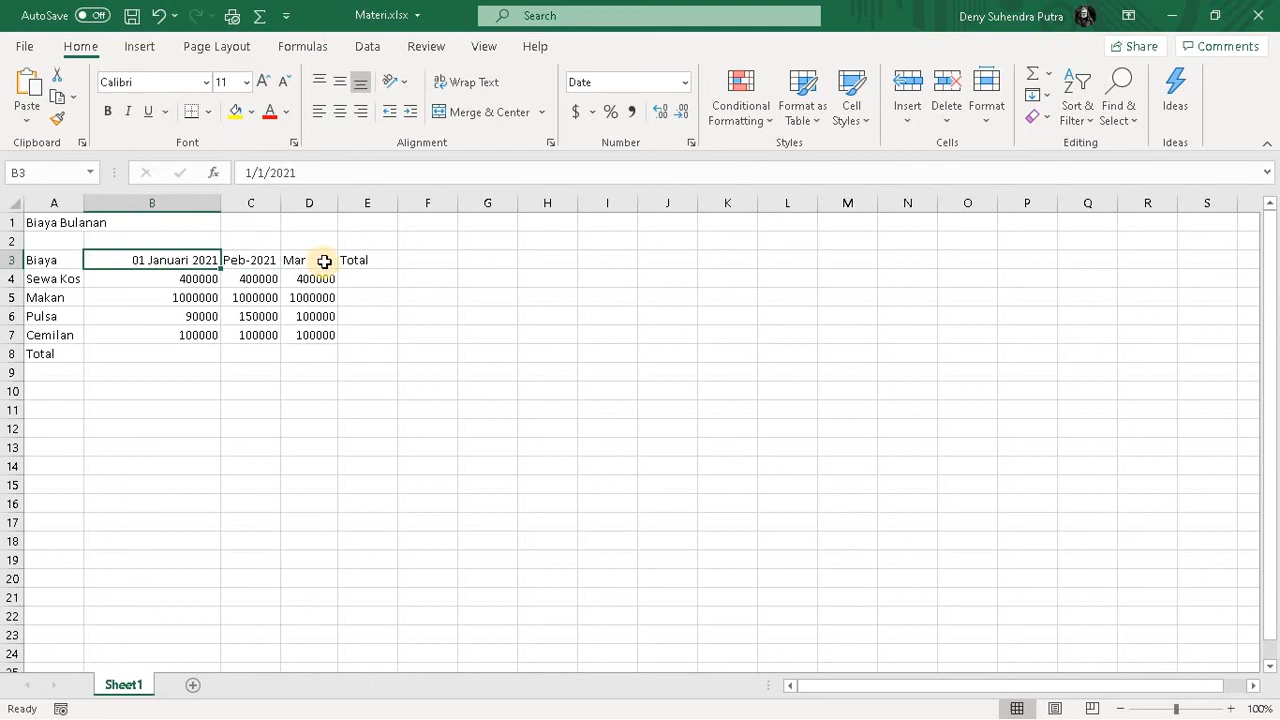 AutoSave Off Materi.xlsx Search Deny Suhendra Putra
File Home Insert Page Layout Formulas Data Review View Help Share Comments
Paste Calibri 11 Wrap Text Date Conditional Formatting Format as Table Cell Styles Insert Delete Format Sort & Filter Find & Select Ideas
B I U Merge & Center $ %
Clipboard Font Alignment Number Styles Cells Editing Ideas
B3 fx 1/1/2021
A B C D E F G H I J K L M N O P Q R S
1 Biaya Bulanan
2
3 Biaya 01 Januari 2021 Peb-2021 Mar Total
4 Sewa Kos 400000 400000 400000
5 Makan 1000000 1000000 1000000
6 Pulsa 90000 150000 100000
7 Cemilan 100000 100000 100000
8 Total
9
10
11
12
13
14
15
16
17
18
19
20
21
22
23
24
25
Sheet1
Ready 100%